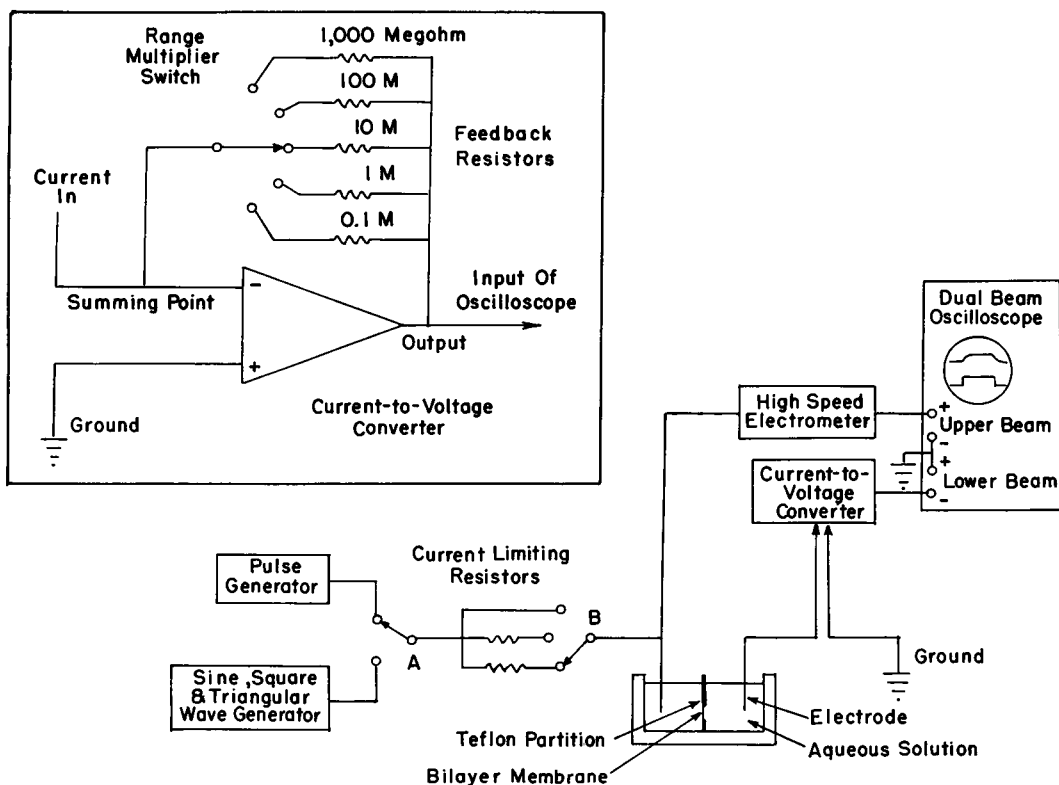 Range
Multiplier
Switch
1,000 Megohm
100 M
10 M
1 M
0.1 M
Feedback
Resistors
Current
In
Summing Point
-
+
Output
Input Of
Oscilloscope
Ground
Current-to-Voltage
Converter
Dual Beam
Oscilloscope
High Speed
Electrometer
+
Upper Beam
-
+
Lower Beam
-
Current-to-
Voltage
Converter
Pulse
Generator
Current Limiting
Resistors
A
B
Sine, Square
& Triangular
Wave Generator
Ground
Electrode
Aqueous Solution
Teflon Partition
Bilayer Membrane